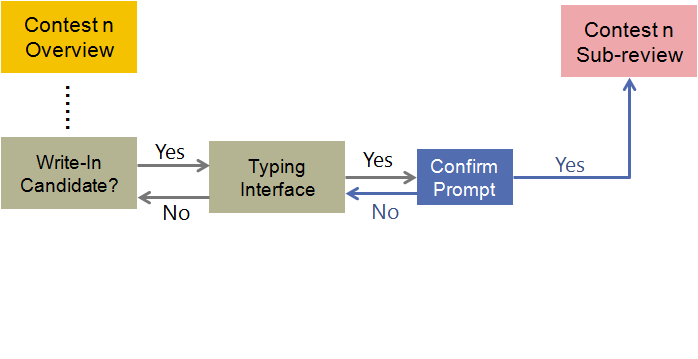 Contest n
Overview
Contest n
Sub-review
Write-In
Candidate?
Yes
No
Typing
Interface
Yes
No
Confirm
Prompt
Yes